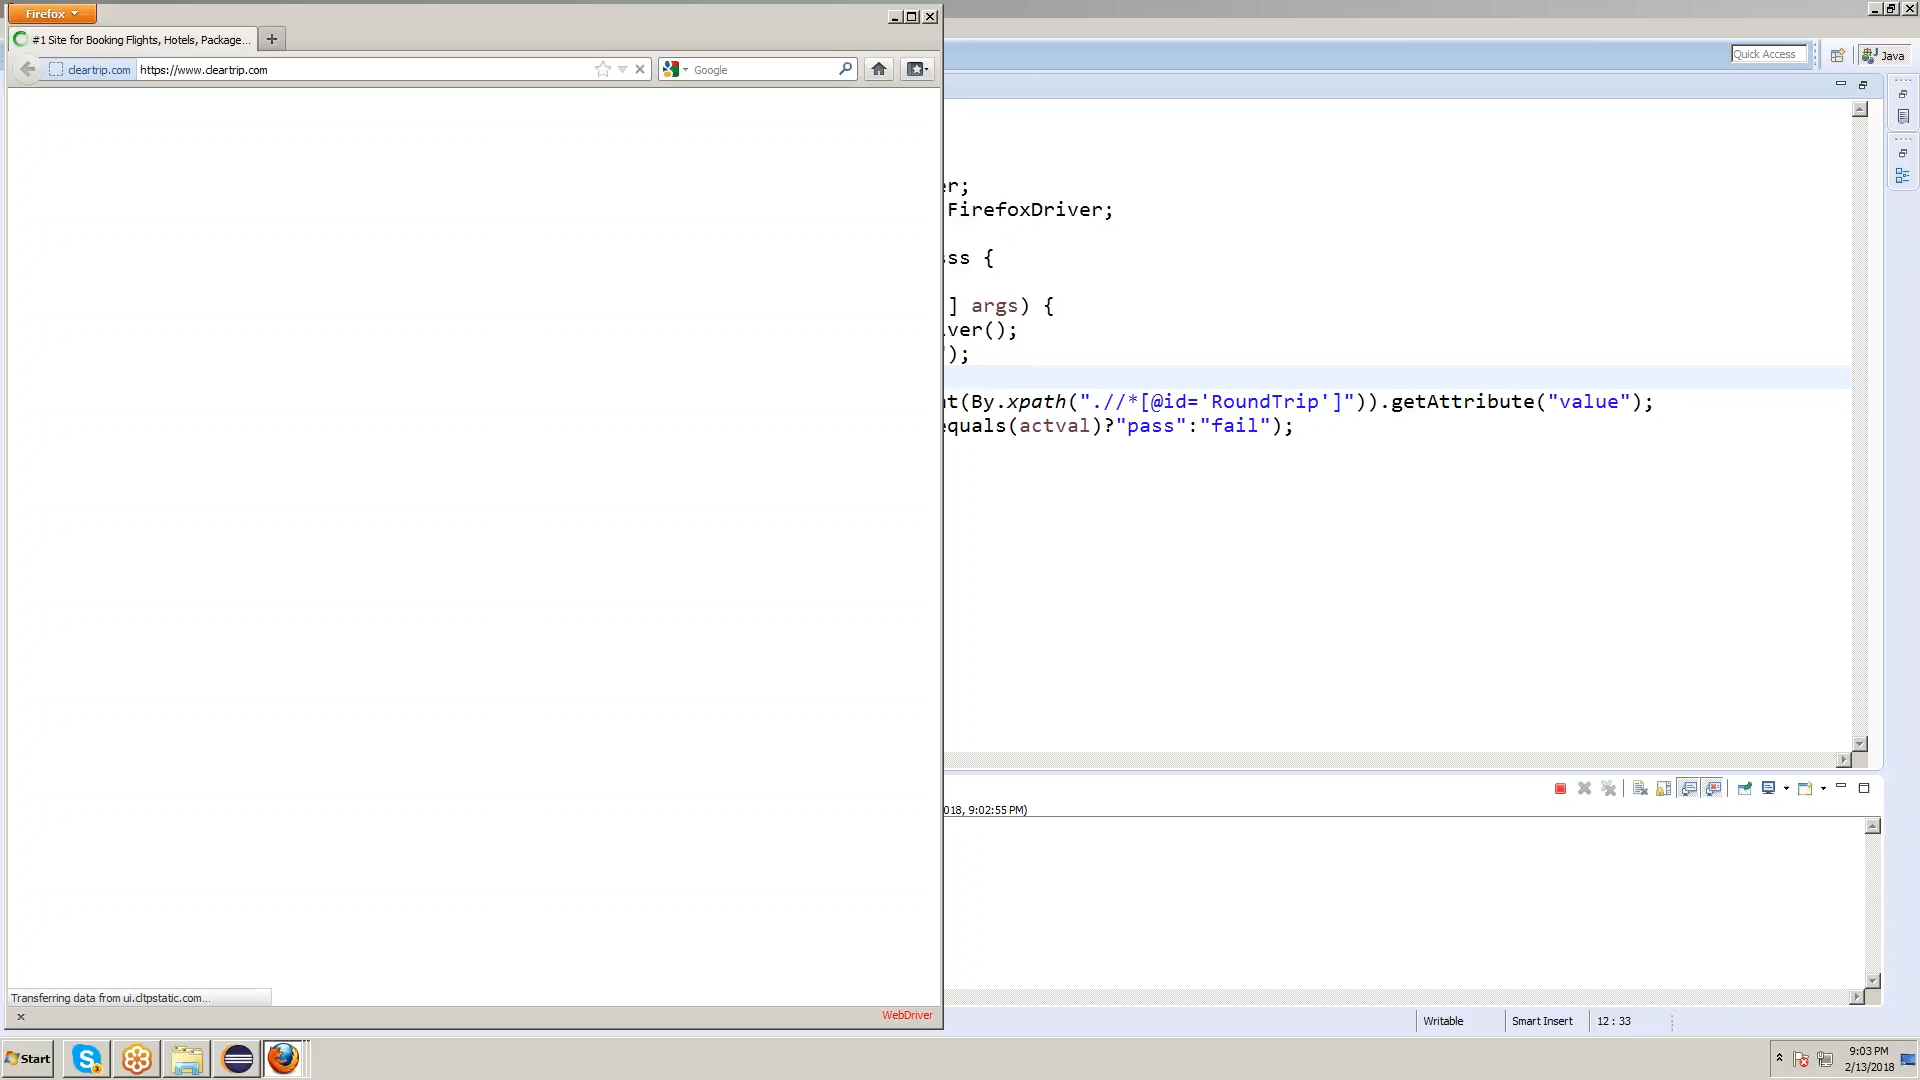 Firefox
#1 Site for Booking Flights, Hotels, Package...
cleartrip.com
https://www.cleartrip.com
Google
Quick Access
Java
er;
FirefoxDriver;
ss {
] args) {
ver();
");
t(By.xpath(".//*[@id='RoundTrip']")).getAttribute("value");
equals(actval)?"pass":"fail");
018, 9:02:55 PM)
Transferring data from ui.cltpstatic.com...
WebDriver
Writable
Smart Insert
12 : 33
Start
9:03 PM
2/13/2018